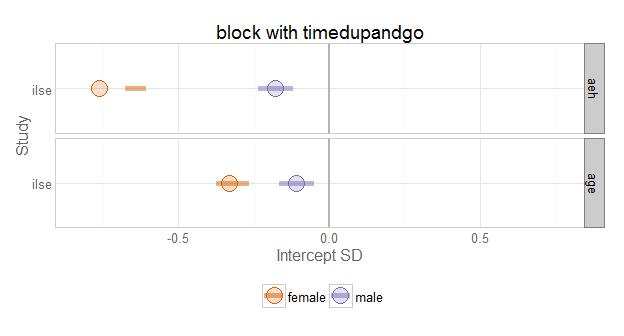 block with timedupandgo
Study
ilse
aeh
ilse
age
-0.5
0.0
0.5
Intercept SD
female
male